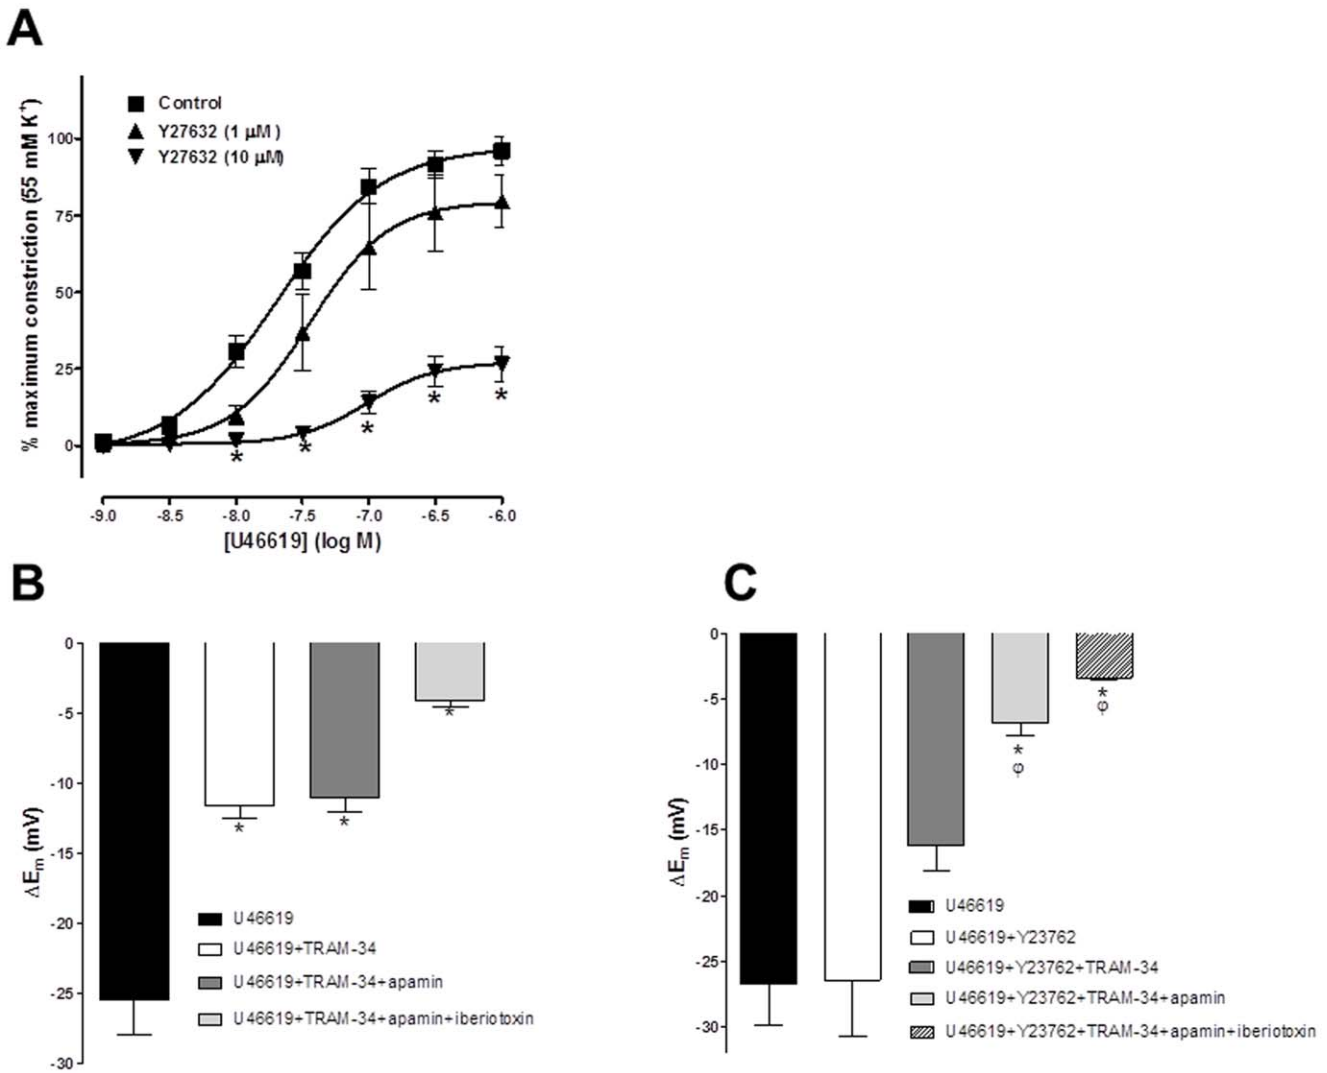 A
% maximum constriction (55 mM K⁺)
Control
Y27632 (1 μM )
Y27632 (10 μM)
100
75
50
25
0
* * * * *
-9.0 -8.5 -8.0 -7.5 -7.0 -6.5 -6.0
[U46619] (log M)
B
ΔEm (mV)
0
-5
-10
-15
-20
-25
-30
* * *
U46619
U46619+TRAM-34
U46619+TRAM-34+apamin
U46619+TRAM-34+apamin+iberiotoxin
C
ΔEm (mV)
0
-5
-10
-15
-20
-25
-30
*
φ
*
φ
U46619
U46619+Y23762
U46619+Y23762+TRAM-34
U46619+Y23762+TRAM-34+apamin
U46619+Y23762+TRAM-34+apamin+iberiotoxin